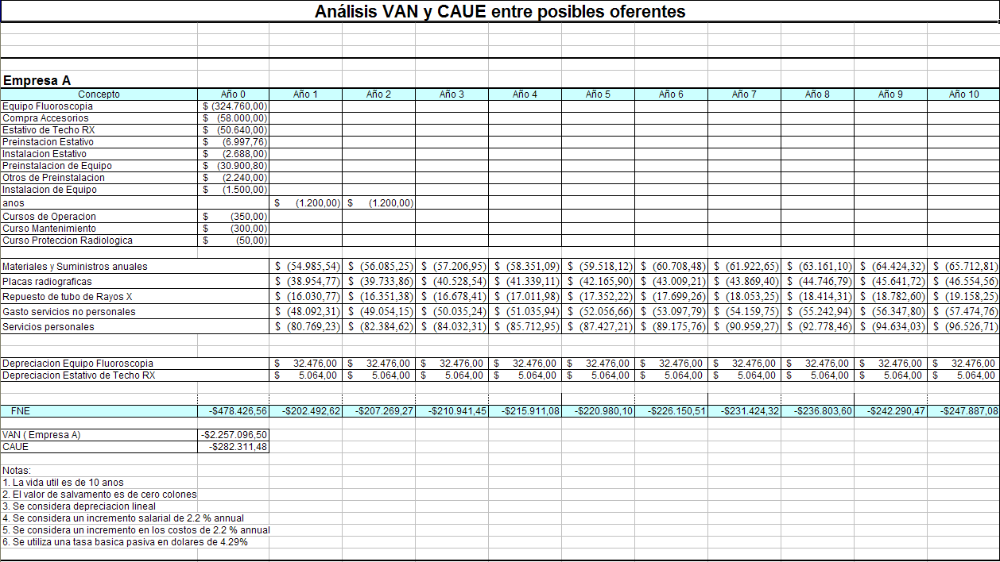 Análisis VAN y CAUE entre posibles oferentes
Empresa A
Concepto Año 0 Año 1 Año 2 Año 3 Año 4 Año 5 Año 6 Año 7 Año 8 Año 9 Año 10
Equipo Fluoroscopia $ (324.760,00)
Compra Accesorios $ (58.000,00)
Estativo de Techo RX $ (50.640,00)
Preinstacion Estativo $ (6.997,76)
Instalacion Estativo $ (2.688,00)
Preinstalacion de Equipo $ (30.900,80)
Otros de Preinstalacion $ (2.240,00)
Instalacion de Equipo $ (1.500,00)
anos $ (1.200,00) $ (1.200,00)
Cursos de Operacion $ (350,00)
Curso Mantenimiento $ (300,00)
Curso Proteccion Radiologica $ (50,00)
Materiales y Suministros anuales $ (54.985,54) $ (56.085,25) $ (57.206,95) $ (58.351,09) $ (59.518,12) $ (60.708,48) $ (61.922,65) $ (63.161,10) $ (64.424,32) $ (65.712,81)
Placas radiograficas $ (38.954,77) $ (39.733,86) $ (40.528,54) $ (41.339,11) $ (42.165,90) $ (43.009,21) $ (43.869,40) $ (44.746,79) $ (45.641,72) $ (46.554,56)
Repuesto de tubo de Rayos X $ (16.030,77) $ (16.351,38) $ (16.678,41) $ (17.011,98) $ (17.352,22) $ (17.699,26) $ (18.053,25) $ (18.414,31) $ (18.782,60) $ (19.158,25)
Gasto servicios no personales $ (48.092,31) $ (49.054,15) $ (50.035,24) $ (51.035,94) $ (52.056,66) $ (53.097,79) $ (54.159,75) $ (55.242,94) $ (56.347,80) $ (57.474,76)
Servicios personales $ (80.769,23) $ (82.384,62) $ (84.032,31) $ (85.712,95) $ (87.427,21) $ (89.175,76) $ (90.959,27) $ (92.778,46) $ (94.634,03) $ (96.526,71)
Depreciacion Equipo Fluoroscopia $ 32.476,00 $ 32.476,00 $ 32.476,00 $ 32.476,00 $ 32.476,00 $ 32.476,00 $ 32.476,00 $ 32.476,00 $ 32.476,00 $ 32.476,00
Depreciacion Estativo de Techo RX $ 5.064,00 $ 5.064,00 $ 5.064,00 $ 5.064,00 $ 5.064,00 $ 5.064,00 $ 5.064,00 $ 5.064,00 $ 5.064,00 $ 5.064,00
FNE -$478.426,56 -$202.492,62 -$207.269,27 -$210.941,45 -$215.911,08 -$220.980,10 -$226.150,51 -$231.424,32 -$236.803,60 -$242.290,47 -$247.887,08
VAN ( Empresa A) -$2.257.096,50
CAUE -$282.311,48
Notas:
1. La vida util es de 10 anos
2. El valor de salvamento es de cero colones
3. Se considera depreciacion lineal
4. Se considera un incremento salarial de 2.2 % annual
5. Se considera un incremento en los costos de 2.2 % annual
6. Se utiliza una tasa basica pasiva en dolares de 4.29%